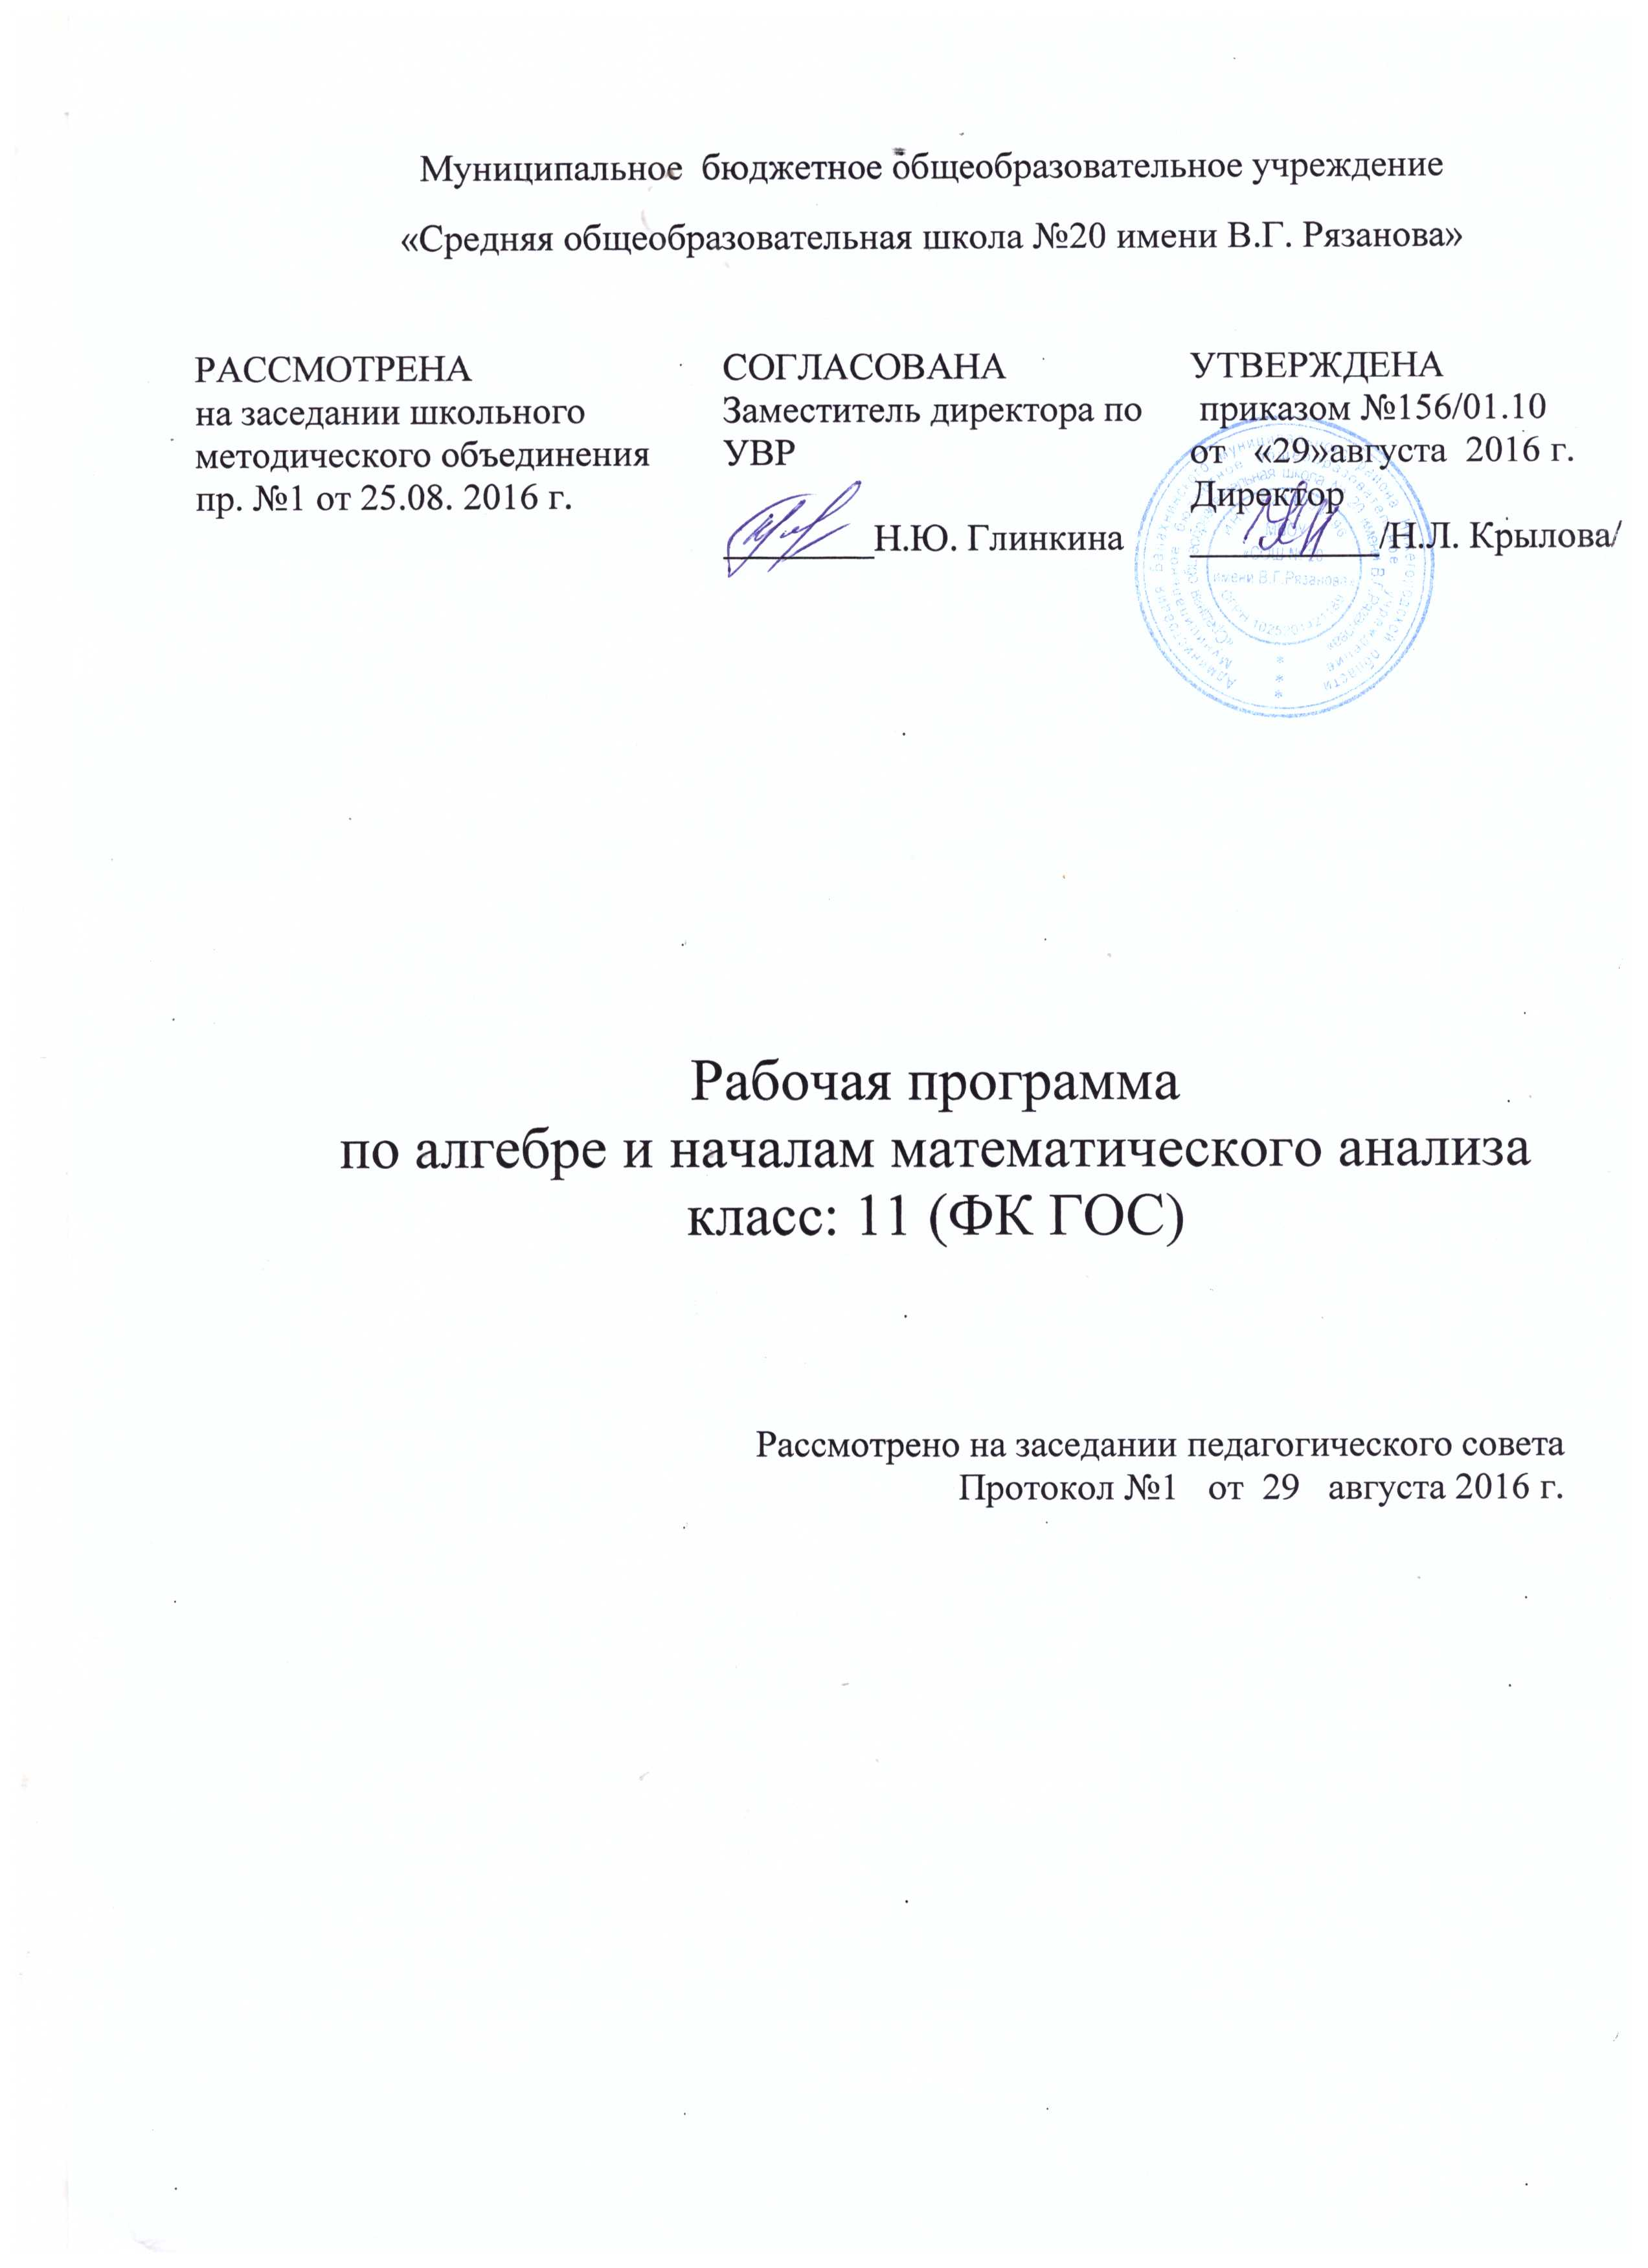 Муниципальное бюджетное общеобразовательное учреждение
«Средняя общеобразовательная школа №20 имени В.Г. Рязанова»
РАССМОТРЕНА
на заседании школьного
методического объединения
пр. №1 от 25.08. 2016 г.
СОГЛАСОВАНА
Заместитель директора по
УВР
_________Н.Ю. Глинкина
УТВЕРЖДЕНА
приказом №156/01.10
от «29»августа 2016 г.
Директор
___________/Н.Л. Крылова/
имени В.Г.Рязанова»
Рабочая программа
по алгебре и началам математического анализа
класс: 11 (ФК ГОС)
Рассмотрено на заседании педагогического совета
Протокол №1 от 29 августа 2016 г.